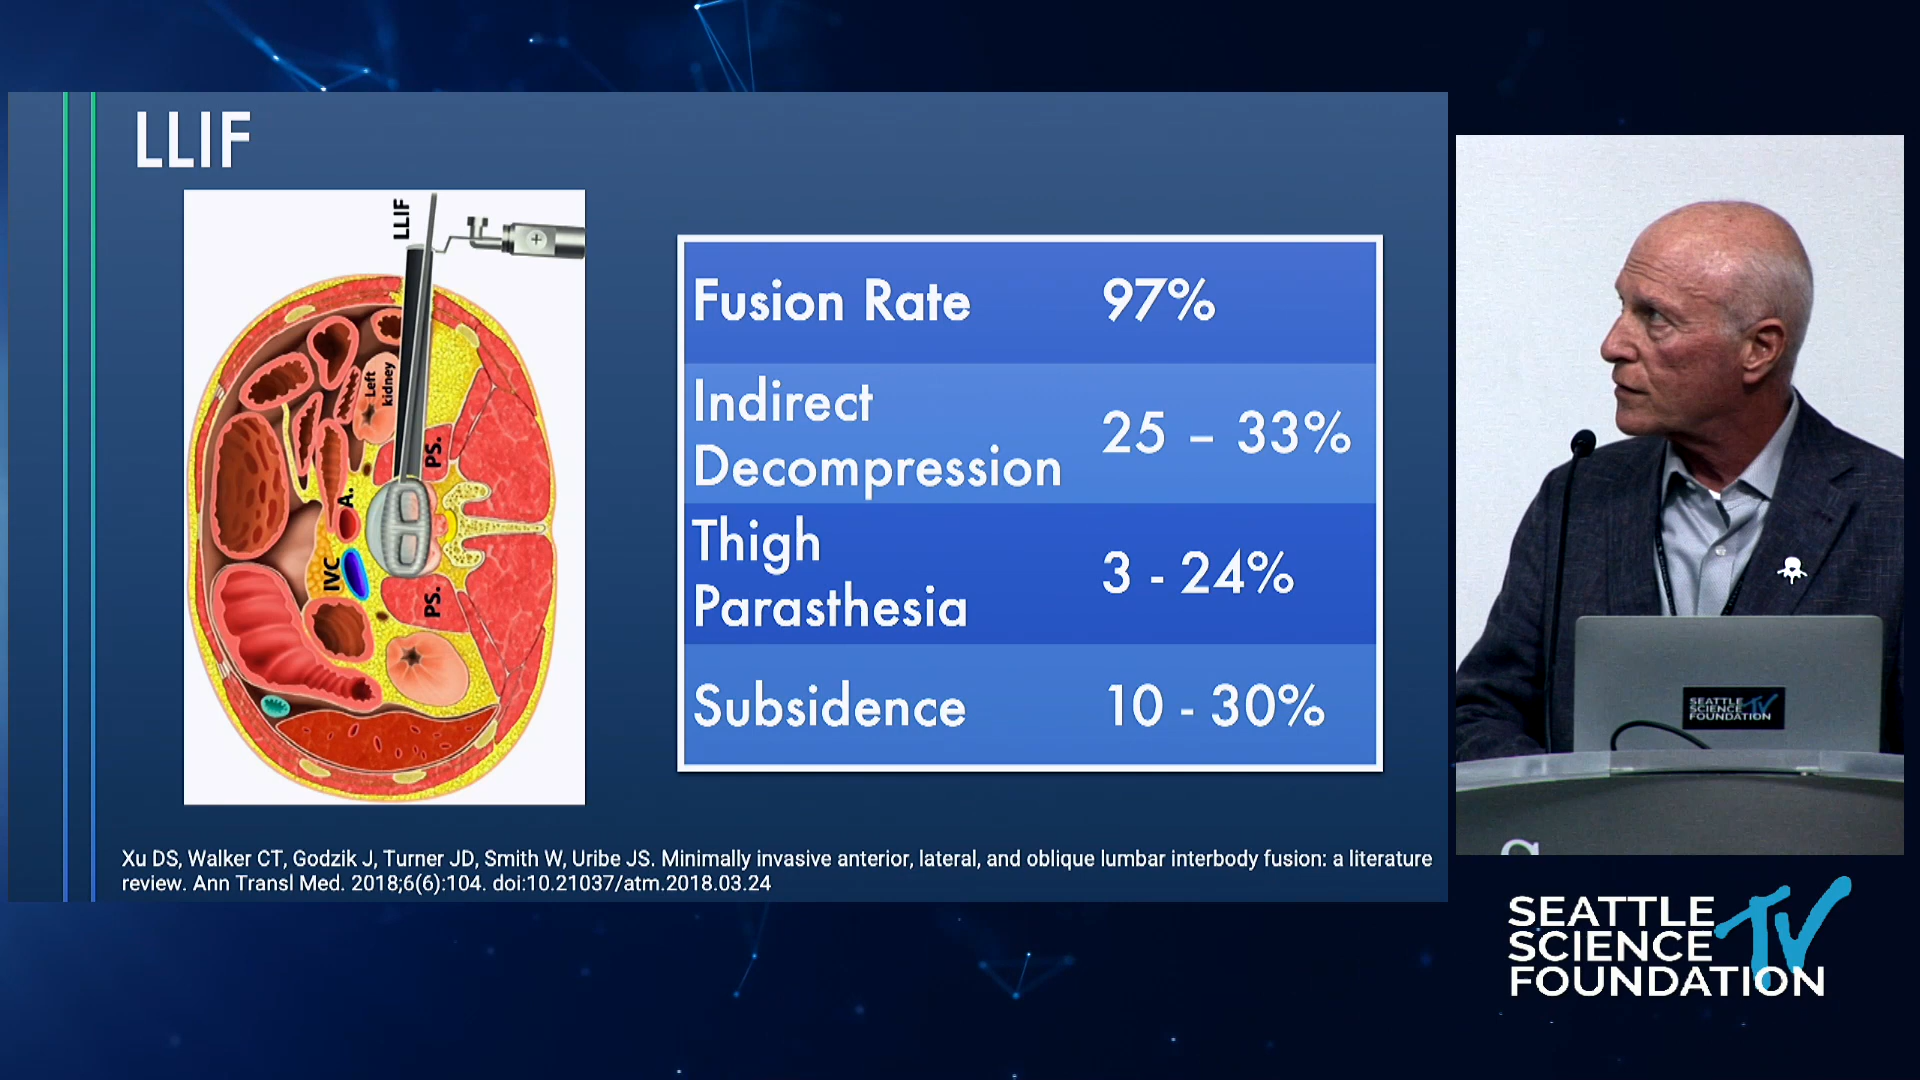 LLIF
LLIF
Left
kidney
PS.
A.
IVC
PS.
Fusion Rate 97%
Indirect
Decompression
25 – 33%
Thigh
Parasthesia
3 - 24%
Subsidence 10 - 30%
Xu DS, Walker CT, Godzik J, Turner JD, Smith W, Uribe JS. Minimally invasive anterior, lateral, and oblique lumbar interbody fusion: a literature
review. Ann Transl Med. 2018;6(6):104. doi:10.21037/atm.2018.03.24
SEATTLE
SCIENCE
FOUNDATION
TV
S
SEATTLE
SCIENCE
FOUNDATION
TV